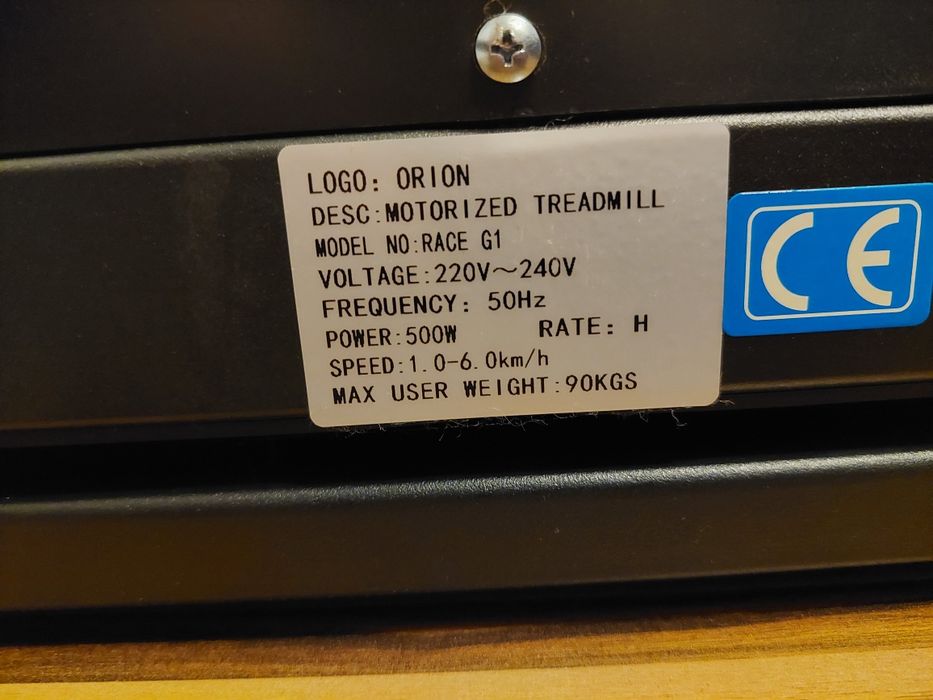 LOGO: ORION
DESC:MOTORIZED TREADMILL
MODEL NO:RACE G1
VOLTAGE:220V～240V
FREQUENCY: 50Hz
POWER:500W RATE: H
SPEED:1.0-6.0km/h
MAX USER WEIGHT:90KGS
CE